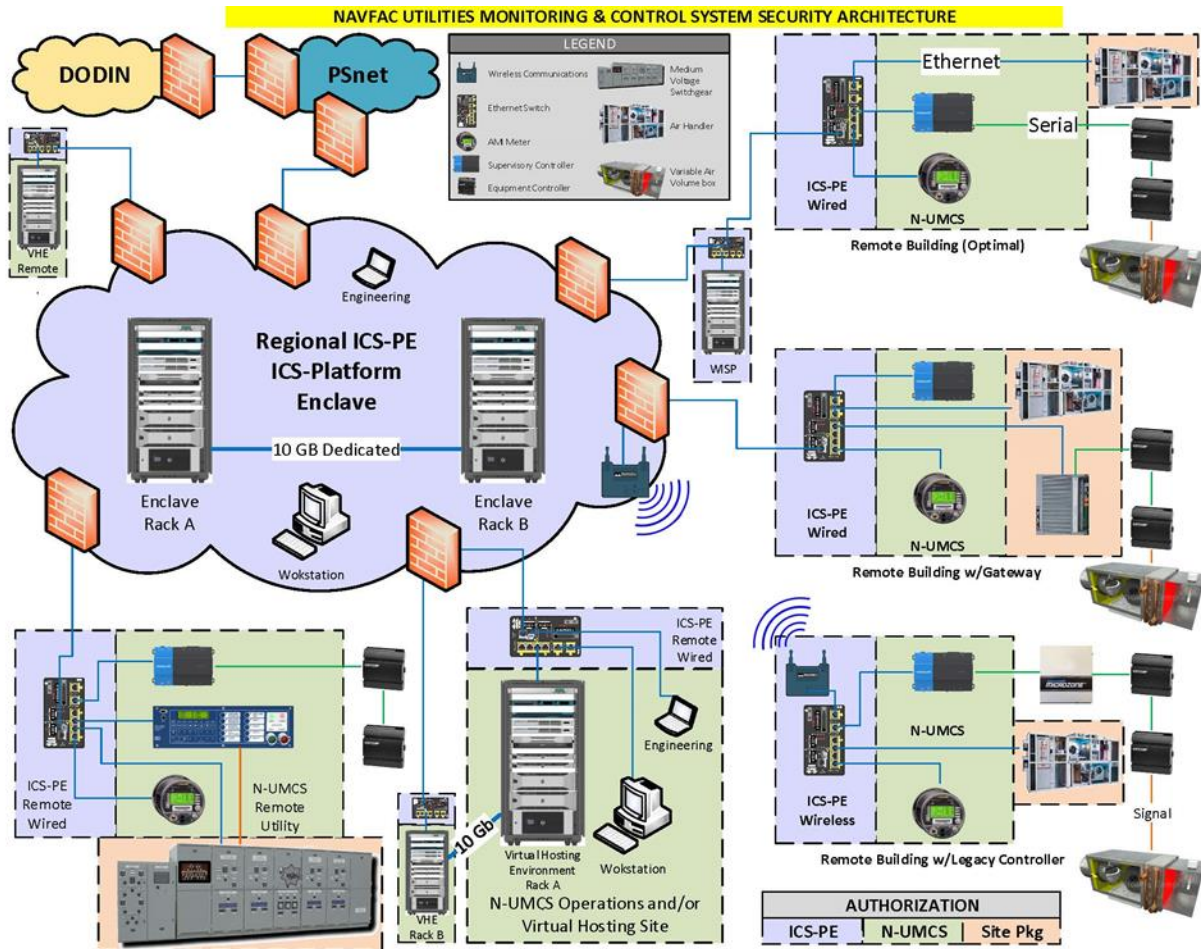 NAVFAC UTILITIES MONITORING & CONTROL SYSTEM SECURITY ARCHITECTURE
DODIN
PSnet
LEGEND
Wireless Communications
Ethernet Switch
AMI Meter
Supervisory Controller
Equipment Controller
Medium
Voltage
Switchgear
Air Handler
Variable Air
Volume box
VHE
Remote
Engineering
Regional ICS-PE
ICS-Platform
Enclave
10 GB Dedicated
Enclave
Rack A
Enclave
Rack B
Wokstation
WISP
Ethernet
Serial
ICS-PE
Wired
N-UMCS
Remote Building (Optimal)
ICS-PE
Wired
N-UMCS
Remote Building w/Gateway
ICS-PE
Wireless
N-UMCS
MICROZONE
Signal
Remote Building w/Legacy Controller
ICS-PE
Remote
Wired
N-UMCS
Remote
Utility
ICS-PE
Remote
Wired
Engineering
Wokstation
10 Gb
Virtual Hosting
Environment
Rack A
N-UMCS Operations and/or
Virtual Hosting Site
VHE
Rack B
AUTHORIZATION
ICS-PE
N-UMCS
Site Pkg